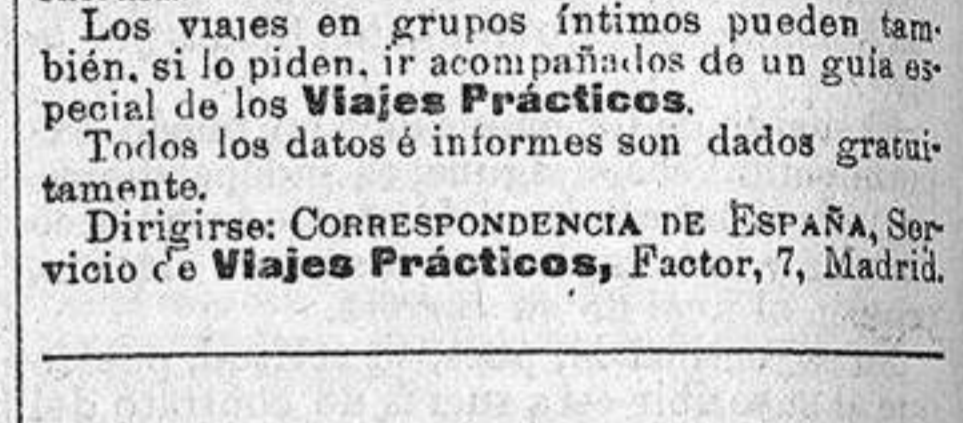 Los viajes en grupos íntimos pueden tam-
bién, si lo piden, ir acompañados de un guía es-
pecial de los Viajes Prácticos.
Todos los datos é informes son dados gratui-
tamente.
Dirigirse: CORRESPONDENCIA DE ESPAÑA, Ser-
vicio de Viajes Prácticos, Factor, 7, Madrid.